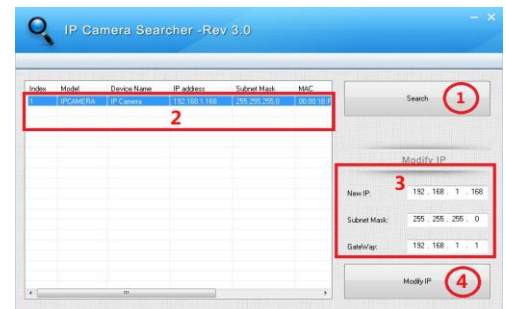 IP Camera Searcher -Rev 3.0
Index Model Device Name IP address Subnet Mask MAC
1 IPCAMERA IP Camera 192.168.1.168 255.255.255.0
2
Search 1
Modify IP
3
New IP: 192 . 168 . 1 . 168
Subnet Mask: 255 . 255 . 255 . 0
GateWay: 192 . 168 . 1 . 1
Modify IP 4